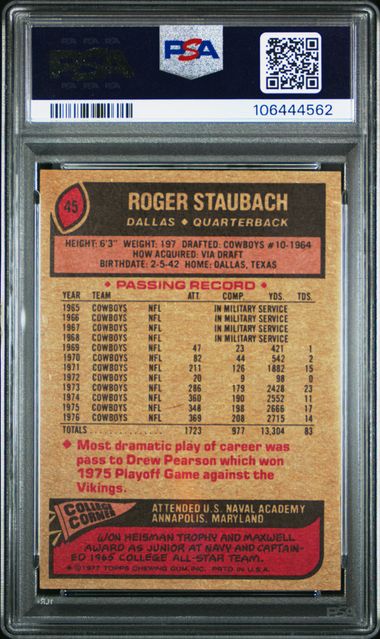 PSA
106444562
45
ROGER STAUBACH
DALLAS • QUARTERBACK
HEIGHT: 6'3" WEIGHT: 197 DRAFTED: COWBOYS #10-1964
HOW ACQUIRED: VIA DRAFT
BIRTHDATE: 2-5-42 HOME: DALLAS, TEXAS
• PASSING RECORD •
YEAR TEAM ATT. COMP. YDS. TDS.
1965 COWBOYS NFL IN MILITARY SERVICE
1966 COWBOYS NFL IN MILITARY SERVICE
1967 COWBOYS NFL IN MILITARY SERVICE
1968 COWBOYS NFL IN MILITARY SERVICE
1969 COWBOYS NFL 47 23 421 1
1970 COWBOYS NFL 82 44 542 2
1971 COWBOYS NFL 211 126 1882 15
1972 COWBOYS NFL 20 9 98 0
1973 COWBOYS NFL 286 179 2428 23
1974 COWBOYS NFL 360 190 2552 11
1975 COWBOYS NFL 348 198 2666 17
1976 COWBOYS NFL 369 208 2715 14
TOTALS 1723 977 13,304 83
• Most dramatic play of career was
pass to Drew Pearson which won
1975 Playoff Game against the
Vikings.
COLLEGE
CORNER
ATTENDED U.S. NAVAL ACADEMY
ANNAPOLIS, MARYLAND
WON HEISMAN TROPHY AND MAXWELL
AWARD AS JUNIOR AT NAVY AND CAPTAIN-
ED 1965 COLLEGE ALL-STAR TEAM.
© 1977 TOPPS CHEWING GUM, INC. PRTD IN U.S.A.